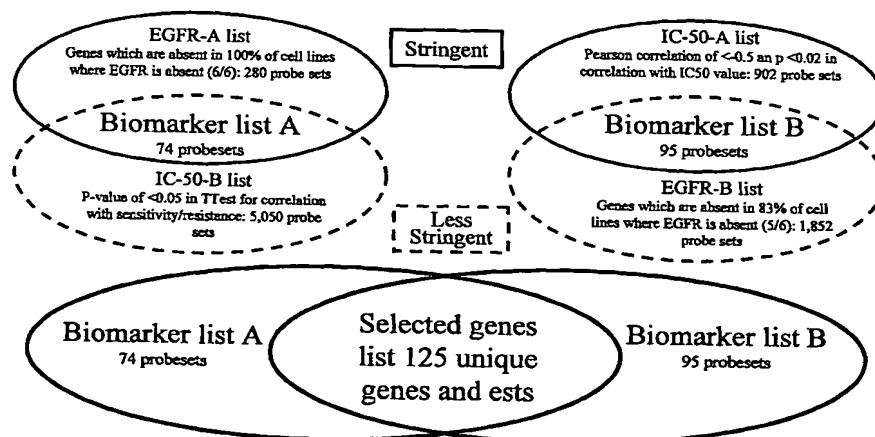 EGFR-A list
Genes which are absent in 100% of cell lines
where EGFR is absent (6/6): 280 probe sets
Biomarker list A
74 probesets
IC-50-B list
P-value of <0.05 in TTest for correlation
with sensitivity/resistance: 5,050 probe
sets
Stringent
Less
Stringent
IC-50-A list
Pearson correlation of <-0.5 an p <0.02 in
correlation with IC50 value: 902 probe sets
Biomarker list B
95 probesets
EGFR-B list
Genes which are absent in 83% of cell
lines where EGFR is absent (5/6): 1,852
probe sets
Biomarker list A
74 probesets
Selected genes
list 125 unique
genes and ests
Biomarker list B
95 probesets